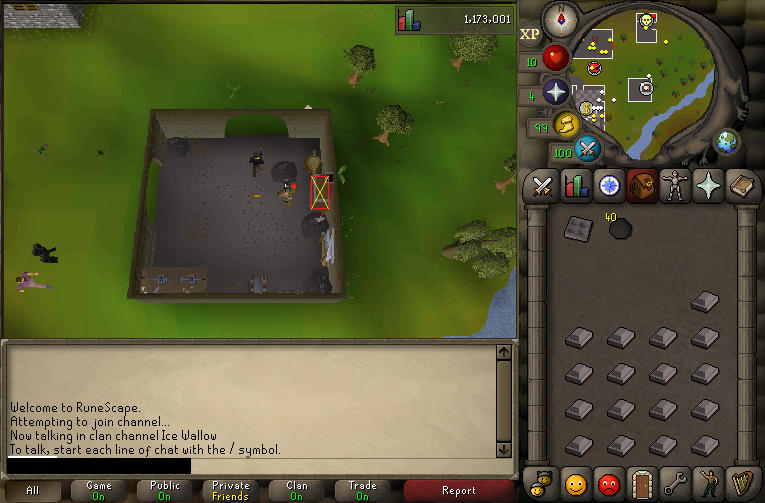 1,173,001
XP
10
4
99
100
N
40
Welcome to RuneScape.
Attempting to join channel...
Now talking in clan channel Ice Wallow
To talk, start each line of chat with the / symbol.
All
Game
On
Public
On
Private
Friends
Clan
On
Trade
On
Report